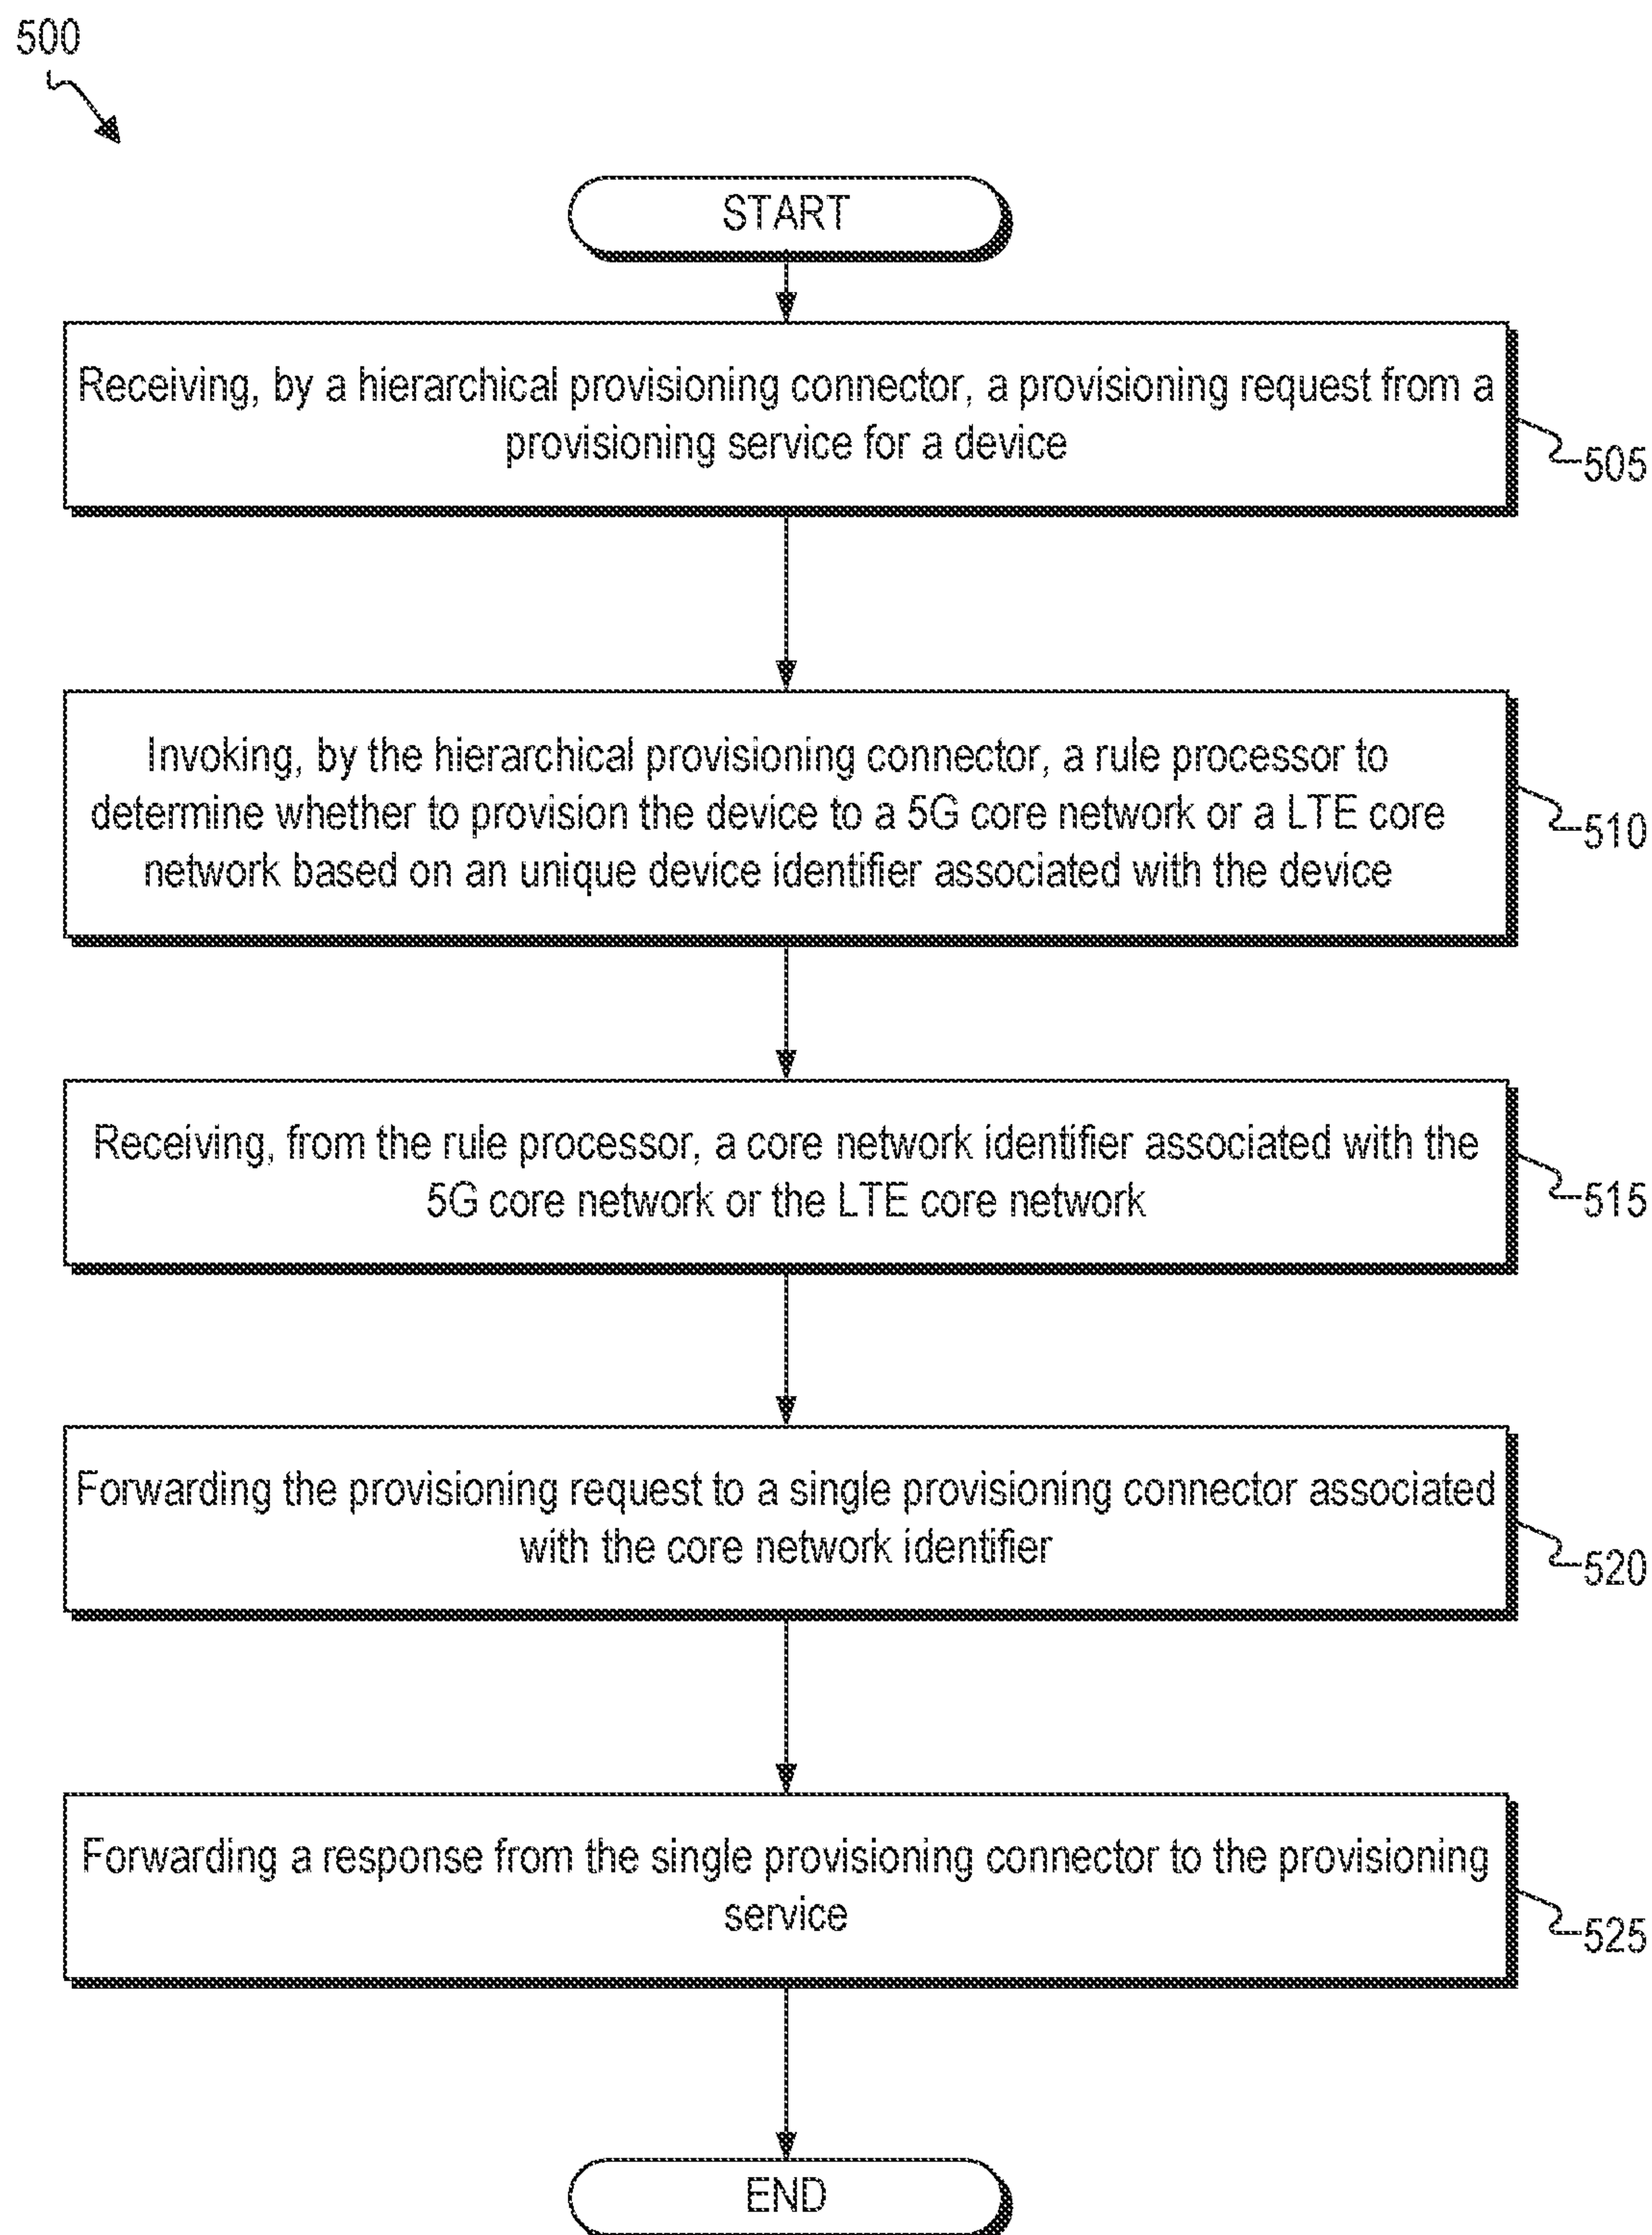 500
START
Receiving, by a hierarchical provisioning connector, a provisioning request from a
provisioning service for a device
505
Invoking, by the hierarchical provisioning connector, a rule processor to
determine whether to provision the device to a 5G core network or a LTE core
network based on an unique device identifier associated with the device
510
Receiving, from the rule processor, a core network identifier associated with the
5G core network or the LTE core network
515
Forwarding the provisioning request to a single provisioning connector associated
with the core network identifier
520
Forwarding a response from the single provisioning connector to the provisioning
service
525
END